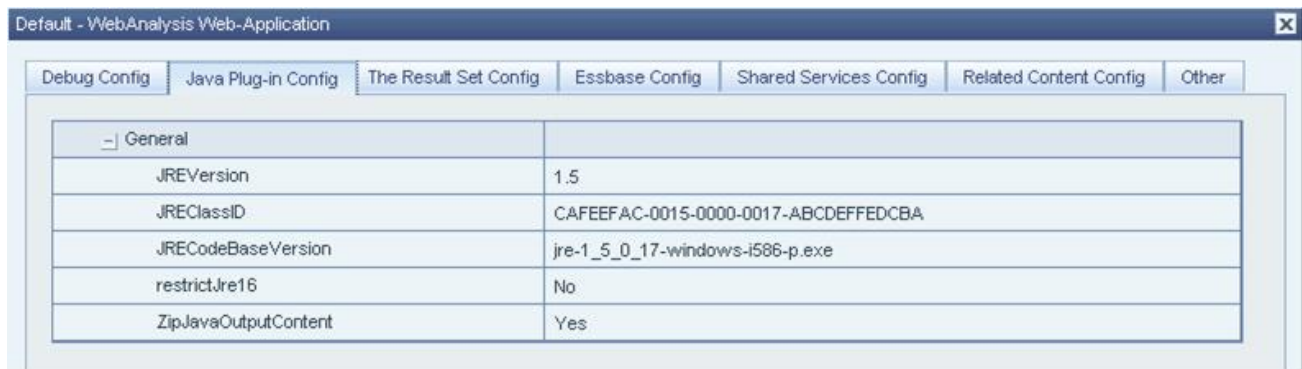 Default - WebAnalysis Web-Application
Debug Config Java Plug-in Config The Result Set Config Essbase Config Shared Services Config Related Content Config Other
General
JREVersion 1.5
JREClassID CAFEEFAC-0015-0000-0017-ABCDEFFEDCBA
JRECodeBaseVersion jre-1_5_0_17-windows-i586-p.exe
restrictJre16 No
ZipJavaOutputContent Yes